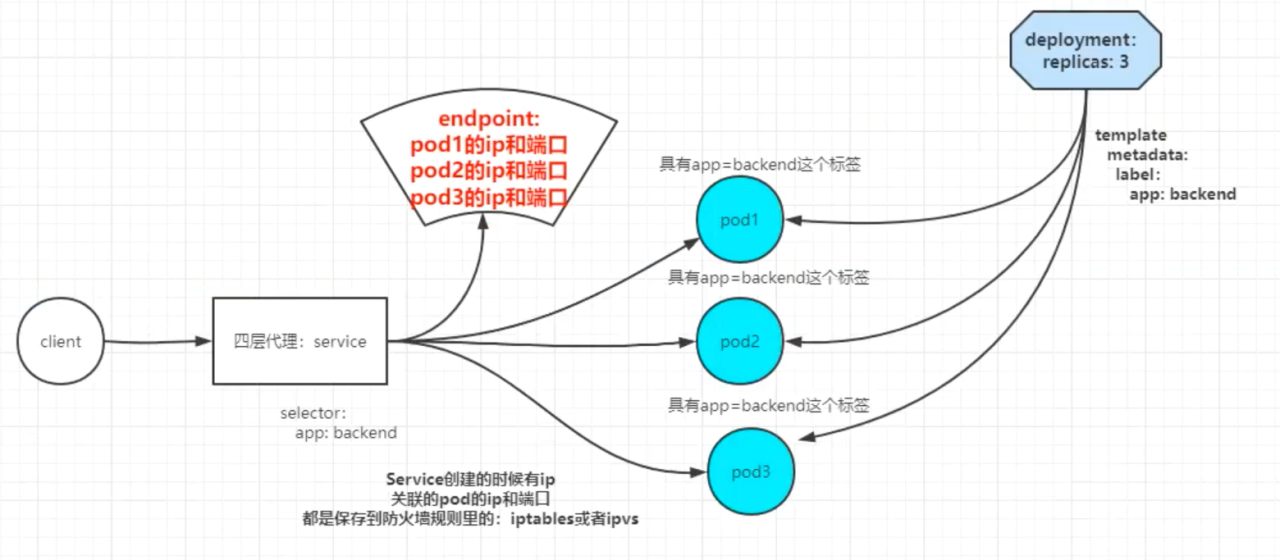 deployment:
replicas: 3
endpoint:
pod1的ip和端口
pod2的ip和端口
pod3的ip和端口
template
metadata:
label:
app: backend
具有app=backend这个标签
pod1
具有app=backend这个标签
client
四层代理：service
pod2
具有app=backend这个标签
selector:
app: backend
pod3
Service创建的时候有ip
关联的pod的ip和端口
都是保存到防火墙规则里的：iptables或者ipvs